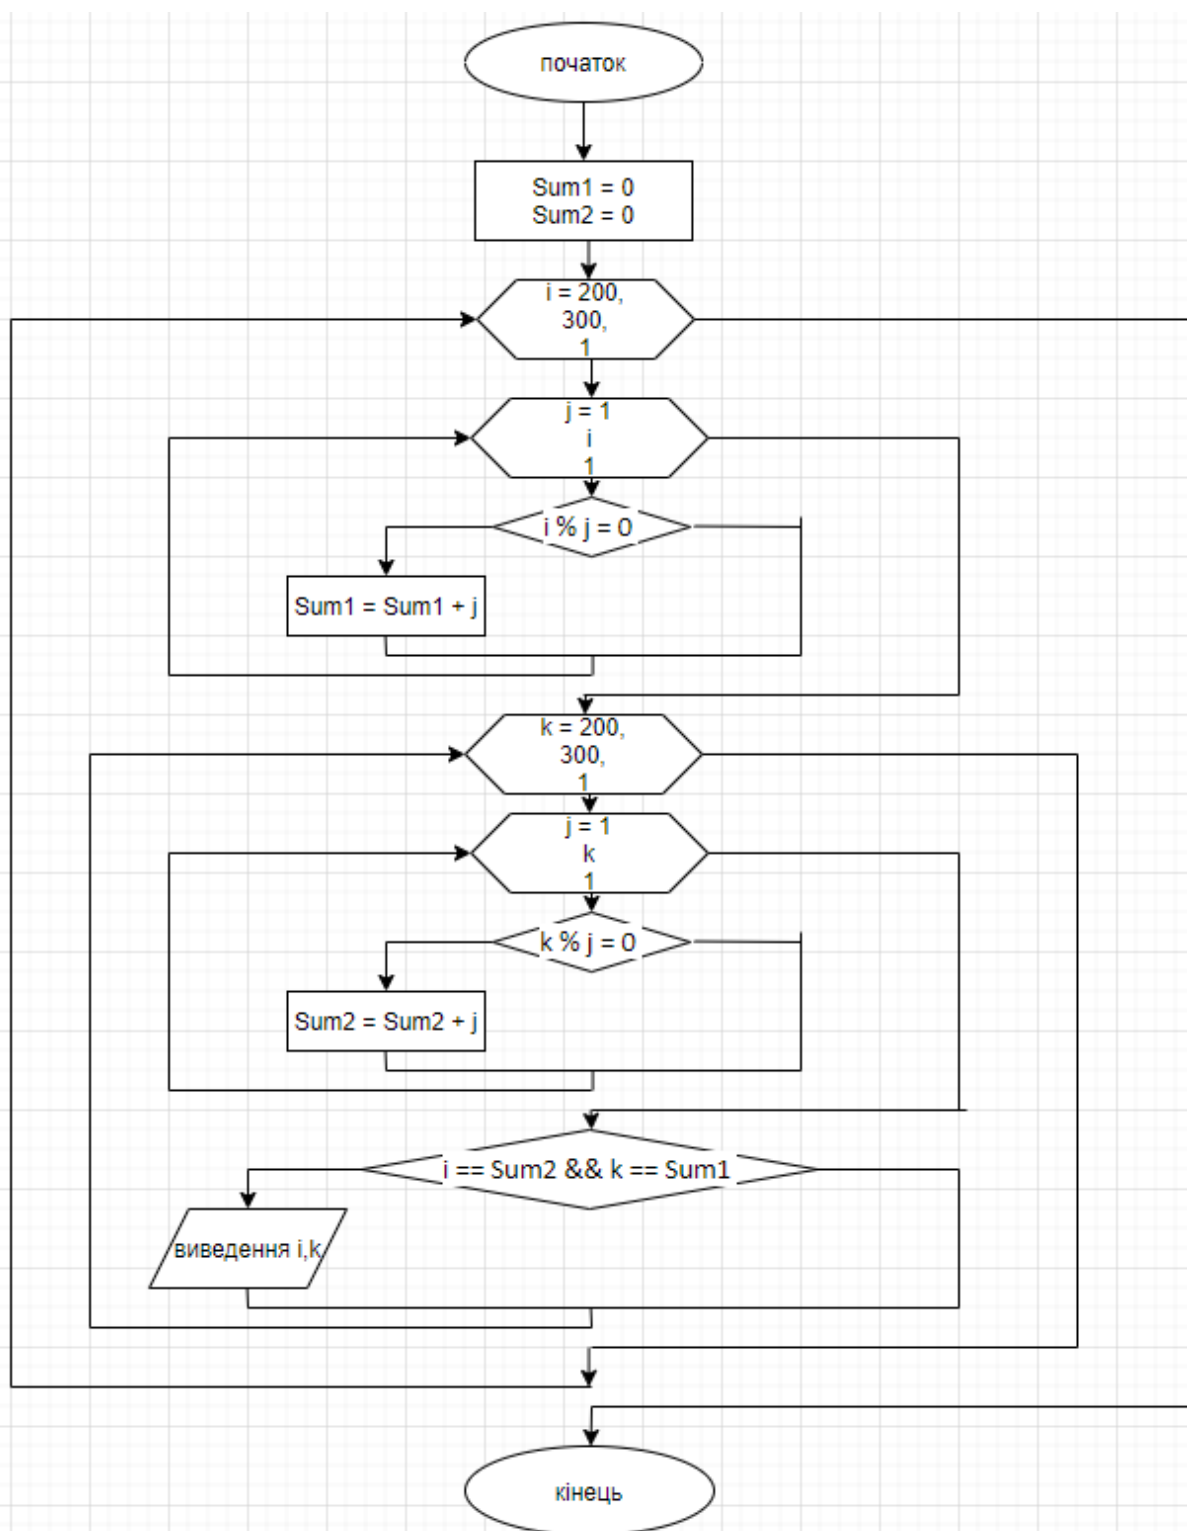 початок
Sum1 = 0
Sum2 = 0
i = 200,
300,
1
j = 1
i
1
i % j = 0
Sum1 = Sum1 + j
k = 200,
300,
1
j = 1
k
1
k % j = 0
Sum2 = Sum2 + j
i == Sum2 && k == Sum1
виведення i,k
кінець